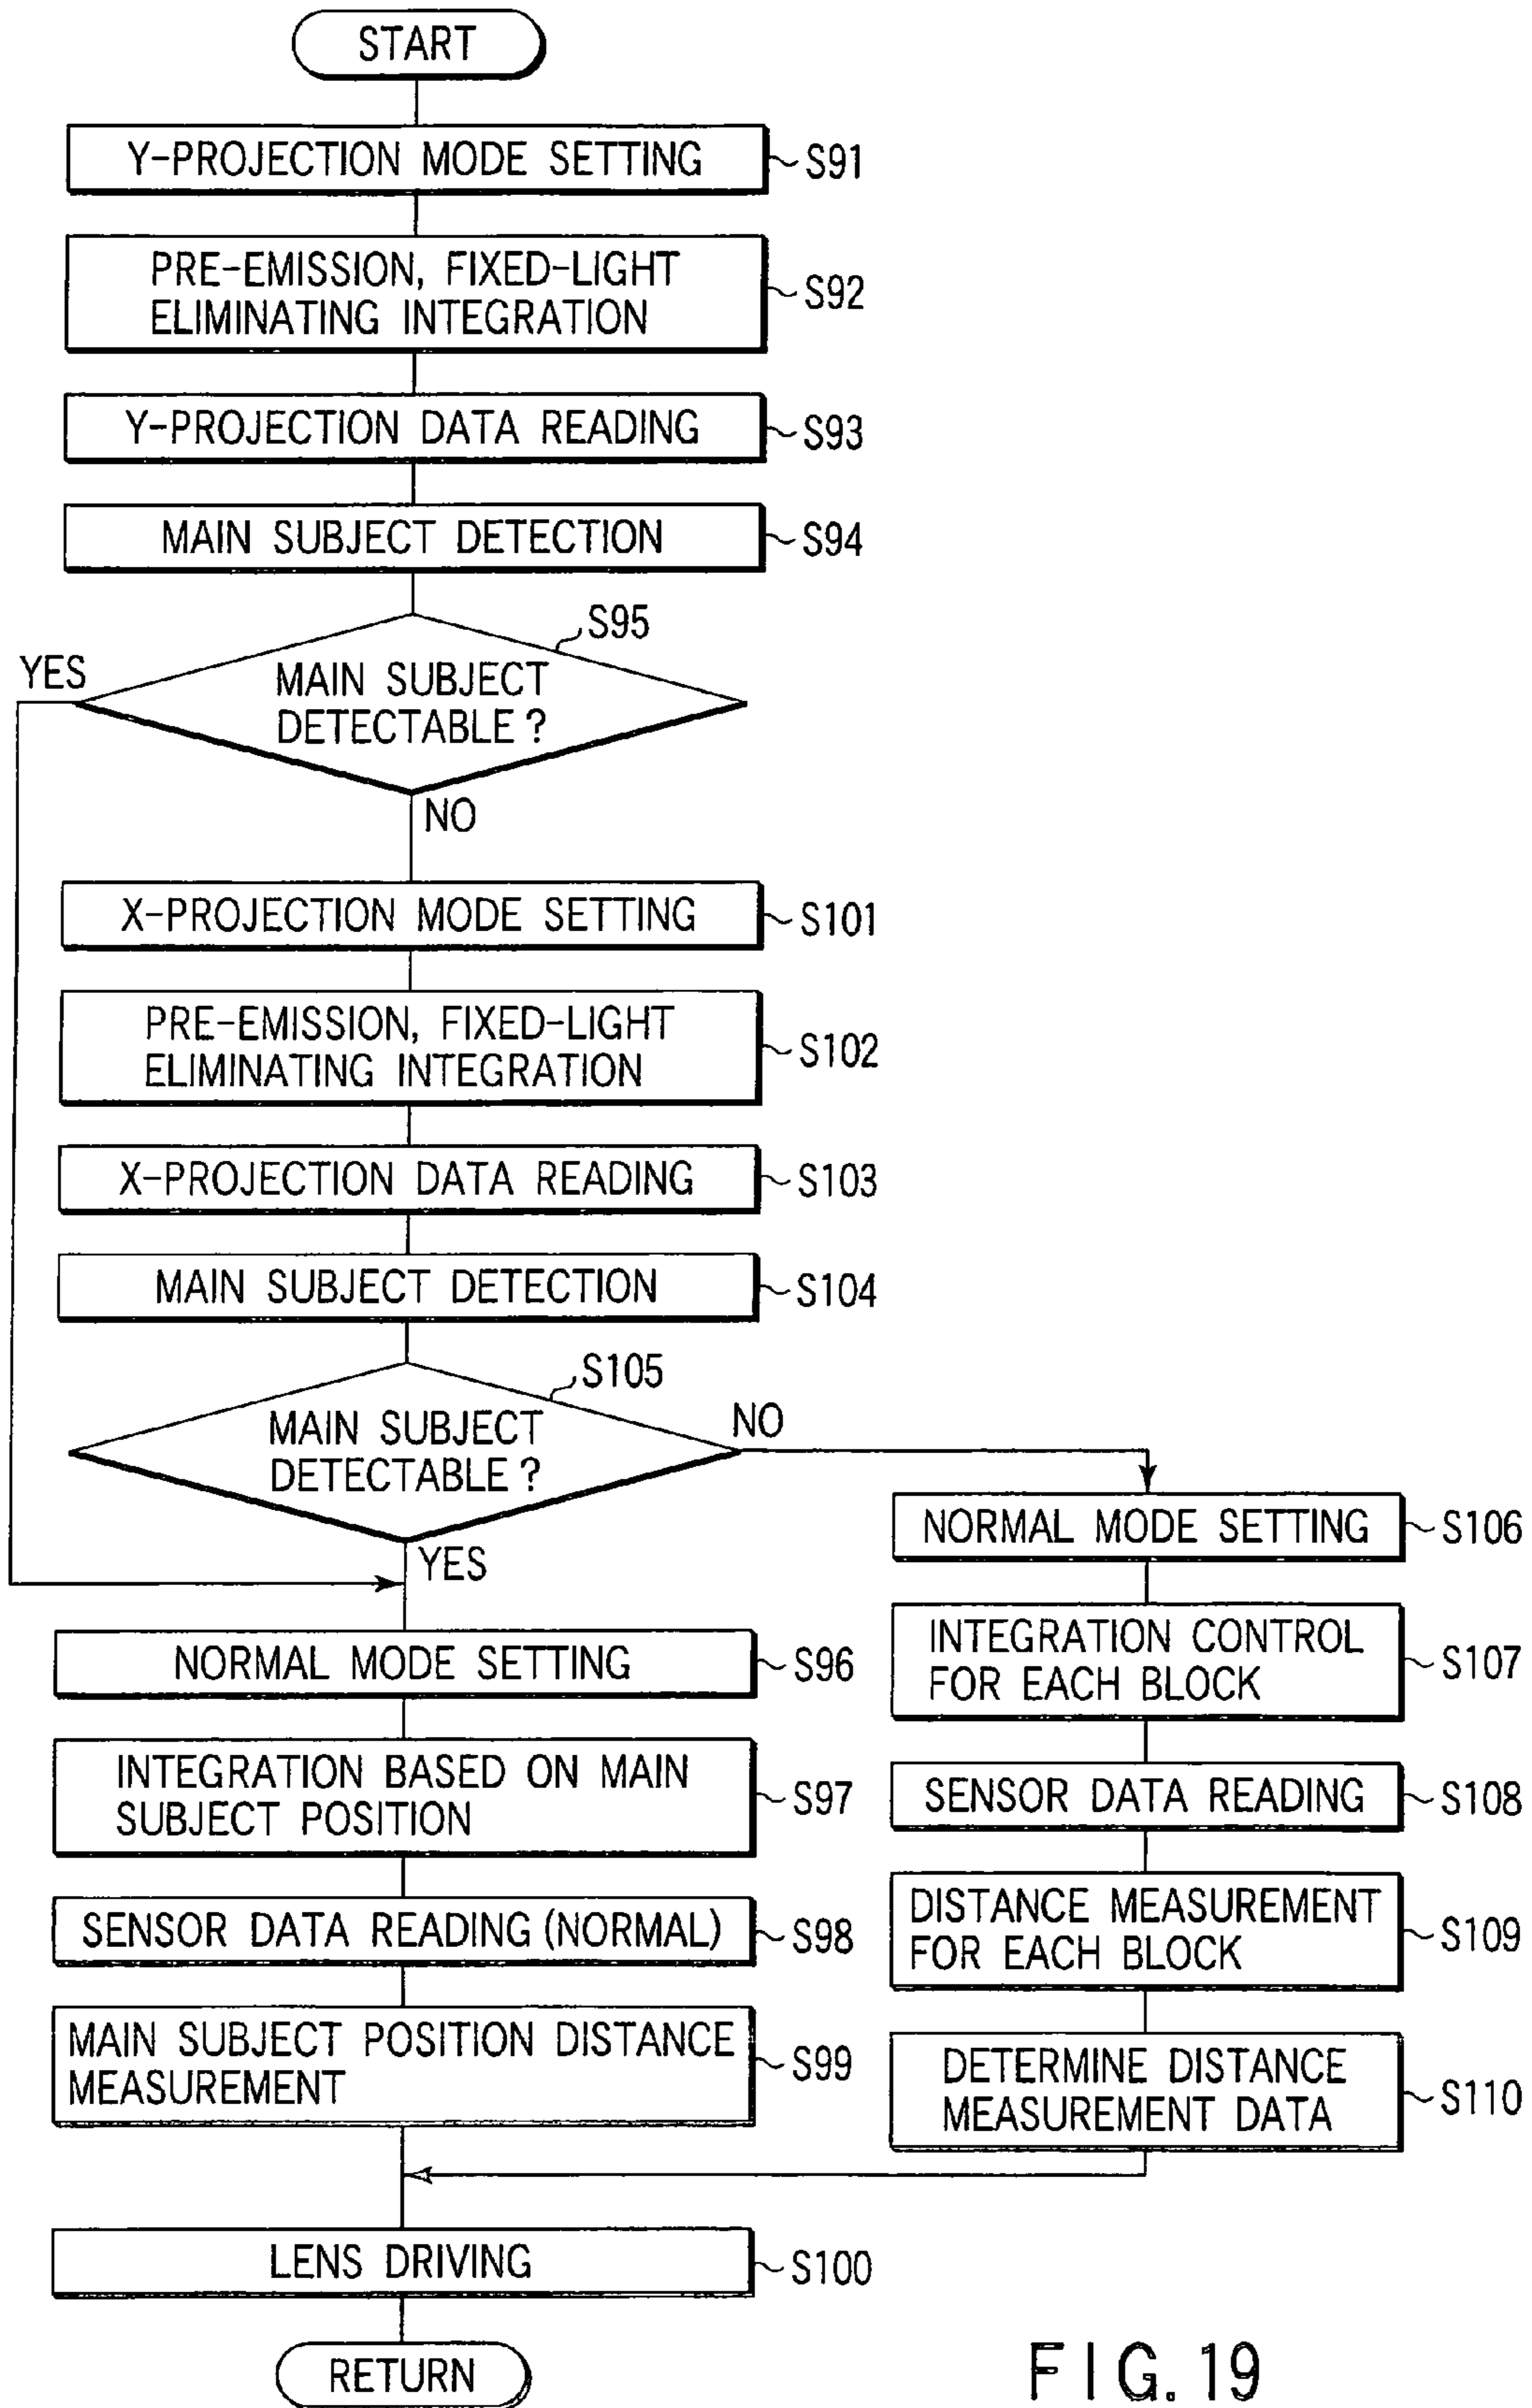 START
Y-PROJECTION MODE SETTING
S91
PRE-EMISSION, FIXED-LIGHT
ELIMINATING INTEGRATION
S92
Y-PROJECTION DATA READING
S93
MAIN SUBJECT DETECTION
S94
S95
YES
MAIN SUBJECT
DETECTABLE ?
NO
X-PROJECTION MODE SETTING
S101
PRE-EMISSION, FIXED-LIGHT
ELIMINATING INTEGRATION
S102
X-PROJECTION DATA READING
S103
MAIN SUBJECT DETECTION
S104
S105
MAIN SUBJECT
DETECTABLE ?
NO
YES
NORMAL MODE SETTING
S96
INTEGRATION BASED ON MAIN
SUBJECT POSITION
S97
SENSOR DATA READING (NORMAL)
S98
MAIN SUBJECT POSITION DISTANCE
MEASUREMENT
S99
NORMAL MODE SETTING
S106
INTEGRATION CONTROL
FOR EACH BLOCK
S107
SENSOR DATA READING
S108
DISTANCE MEASUREMENT
FOR EACH BLOCK
S109
DETERMINE DISTANCE
MEASUREMENT DATA
S110
LENS DRIVING
S100
RETURN
FIG. 19